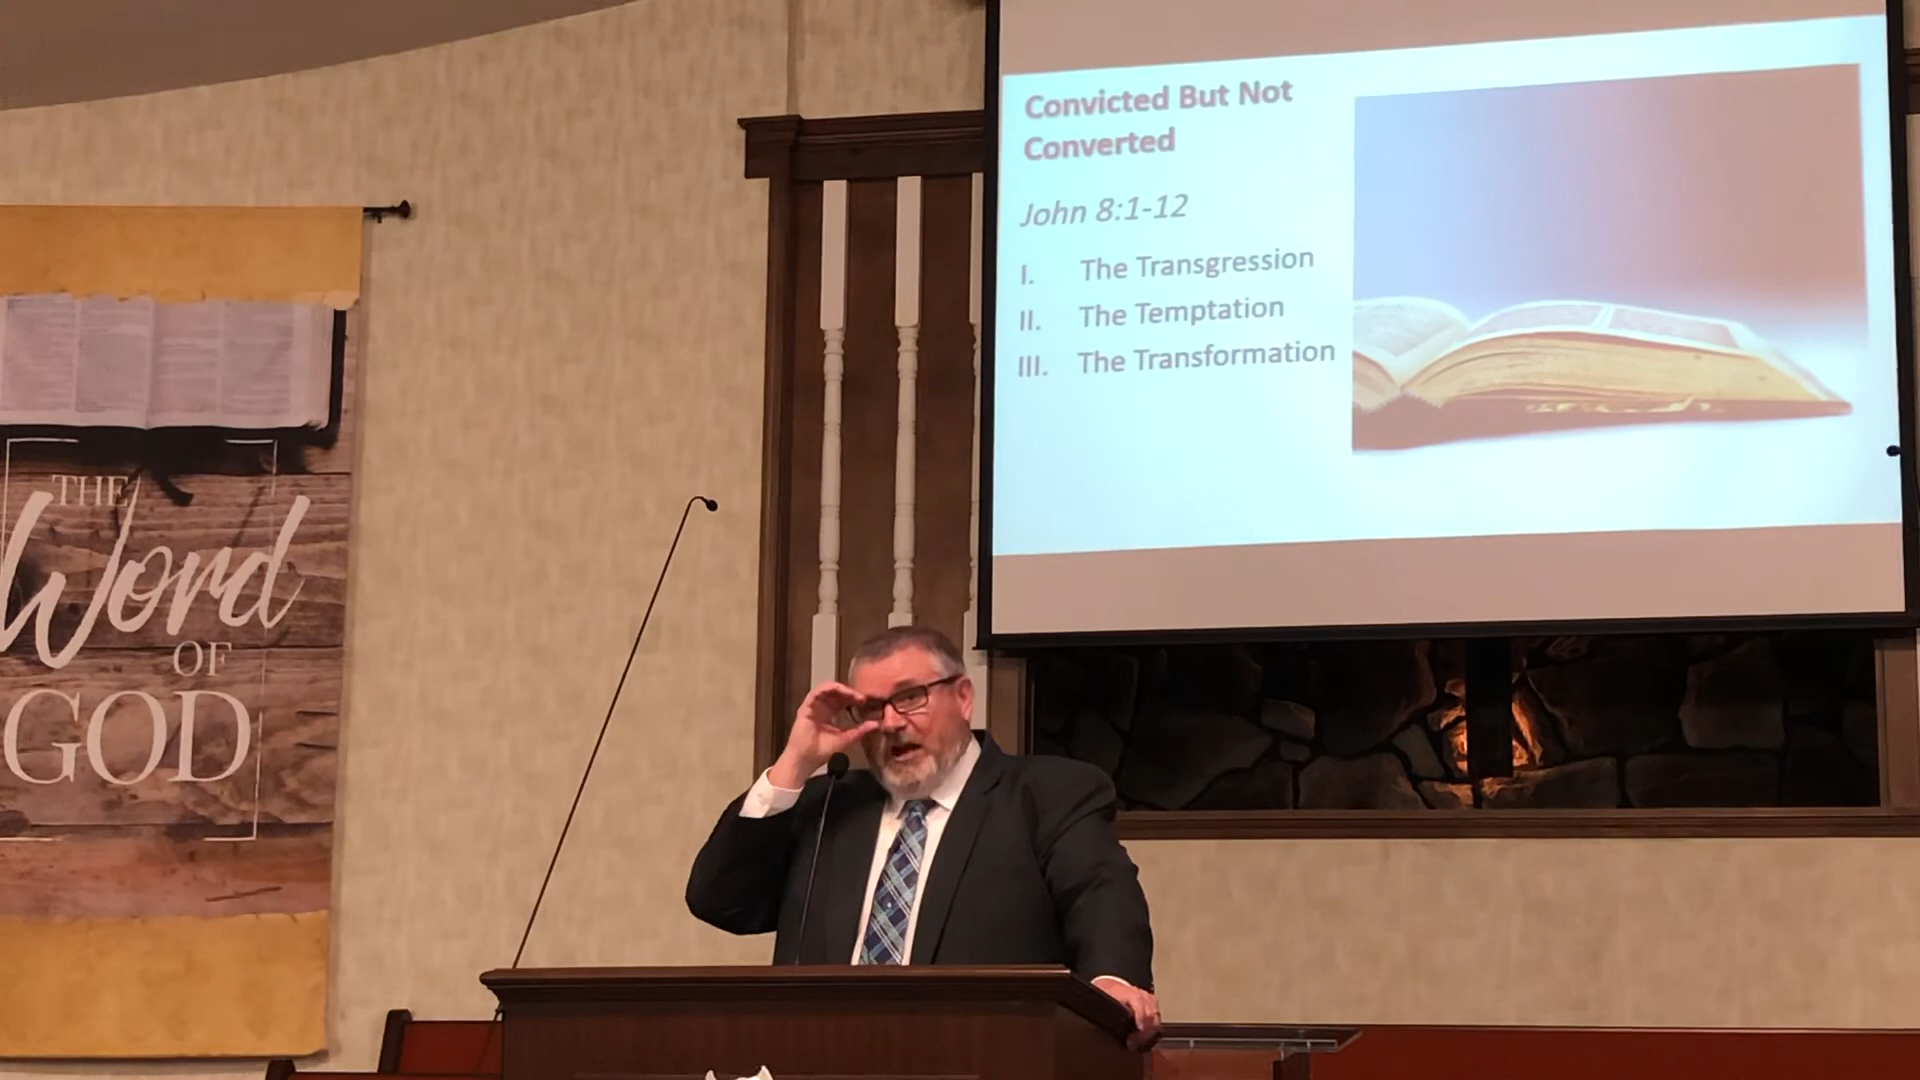 Convicted But Not
Converted
John 8:1-12
I. The Transgression
II. The Temptation
III. The Transformation
THE
Word
OF
GOD